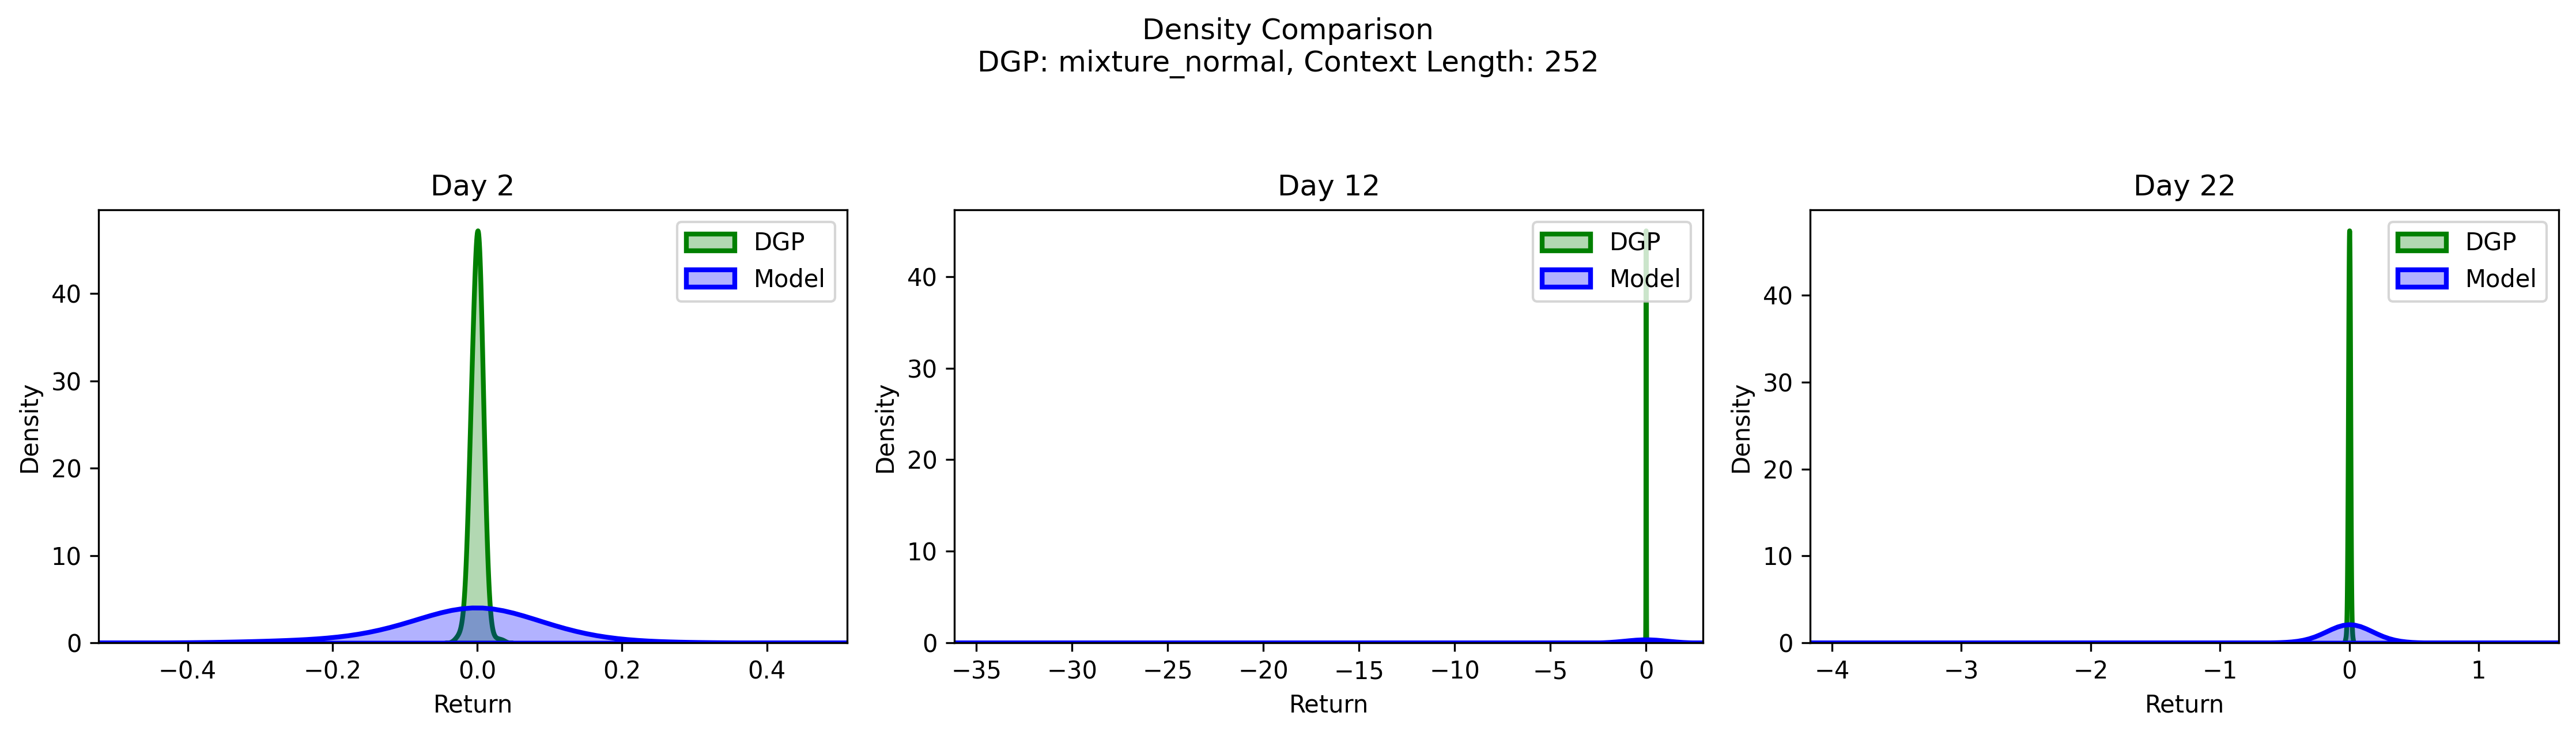 Density Comparison
DGP: mixture_normal, Context Length: 252
Day 2
Density
40
30
20
10
0
−0.4
−0.2
0.0
0.2
0.4
Return
DGP
Model
Day 12
Density
40
30
20
10
0
−35
−30
−25
−20
−15
−10
−5
0
Return
DGP
Model
Day 22
Density
40
30
20
10
0
−4
−3
−2
−1
0
1
Return
DGP
Model